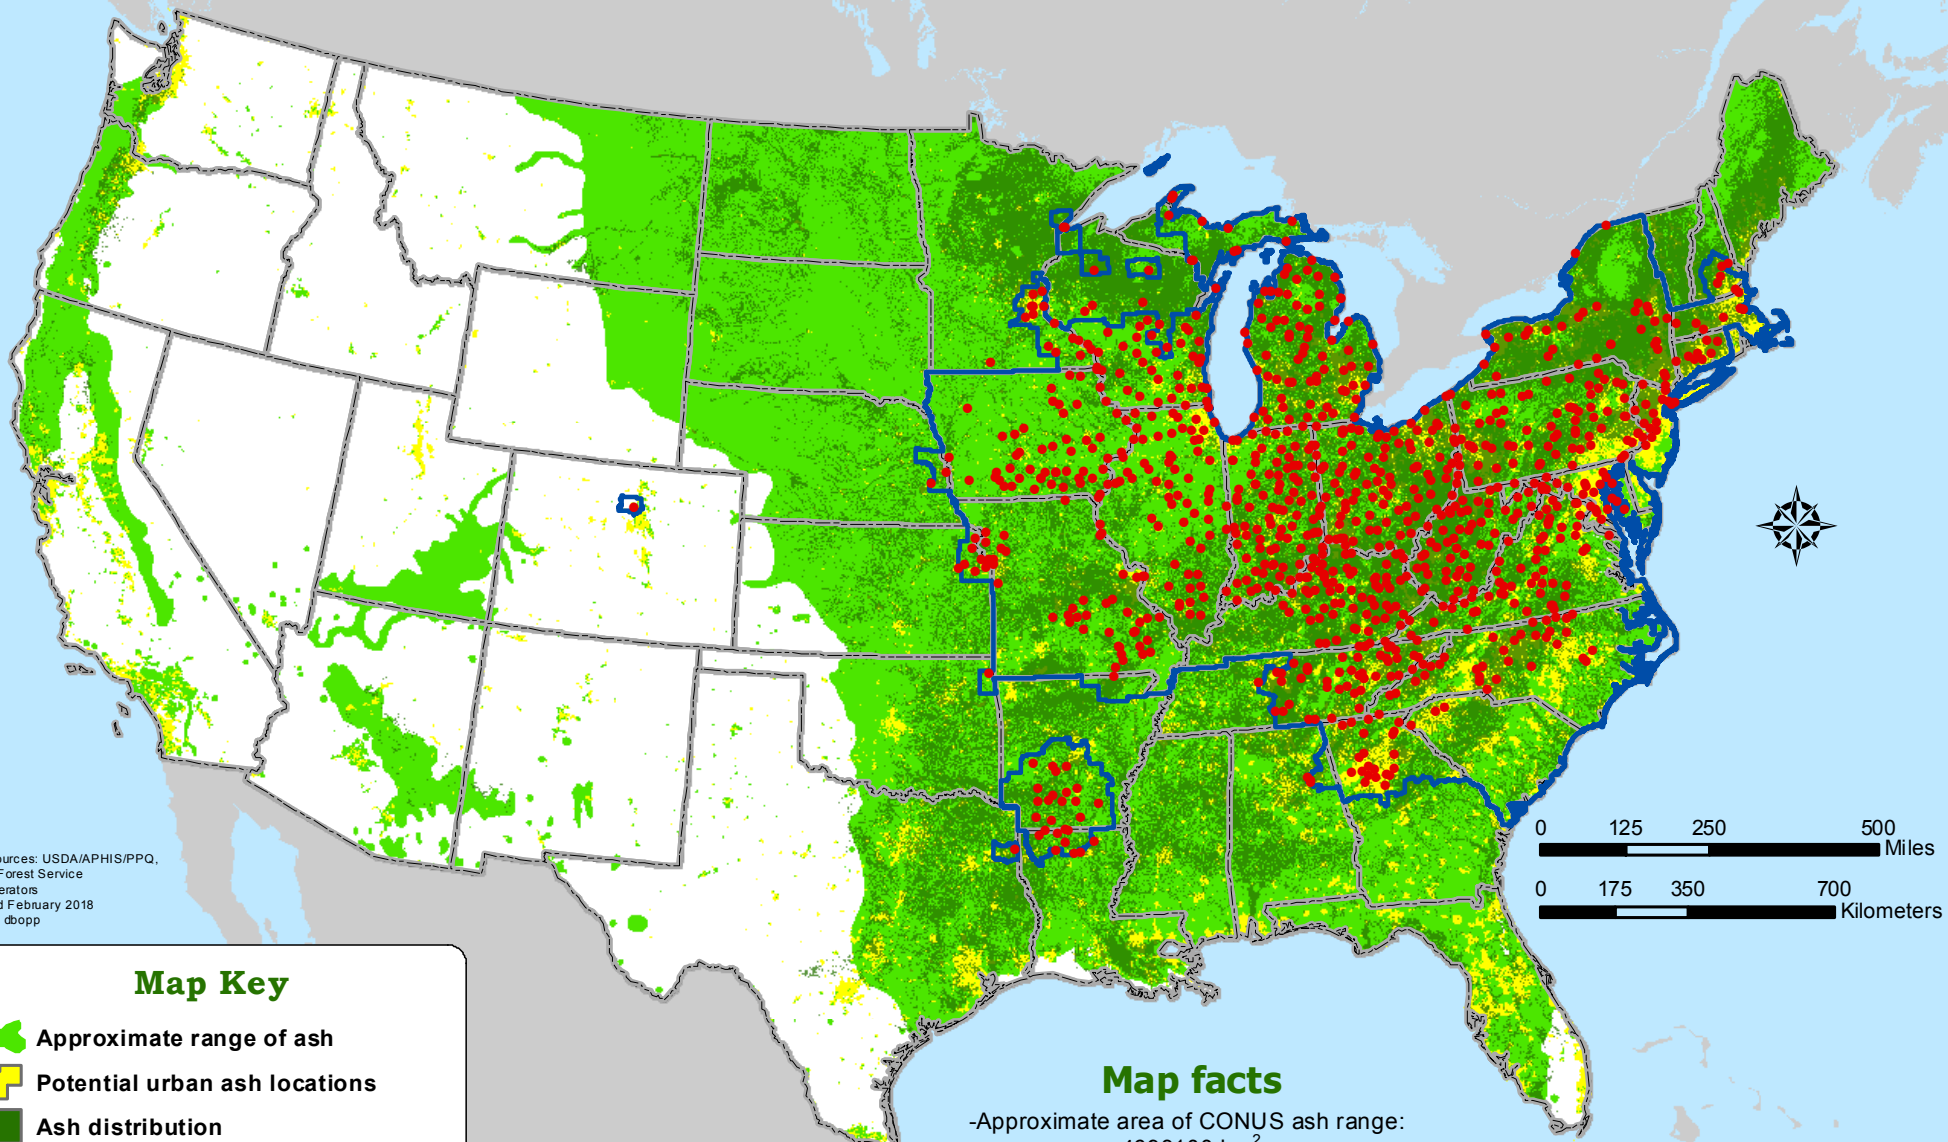 0 125 250 500
Miles
0 175 350 700
Kilometers
USDA/APHIS/PPQ,
Forest Service
February 2018
dbopp
Map Key
Approximate range of ash
Potential urban ash locations
Ash distribution
Map facts
-Approximate area of CONUS ash range: